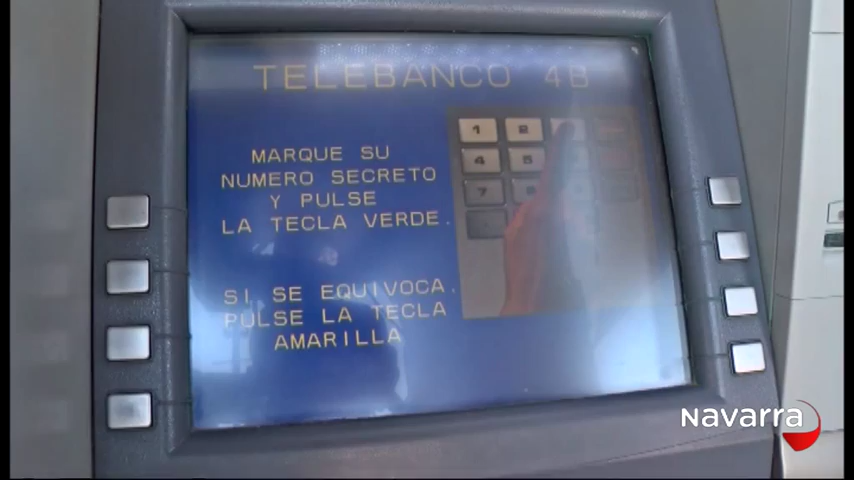 TELEBANCO 4B
MARQUE SU
NUMERO SECRETO
Y PULSE
LA TECLA VERDE.
SI SE EQUIVOCA.
PULSE LA TECLA
AMARILLA
1 2
4 5
7 8
Navarra